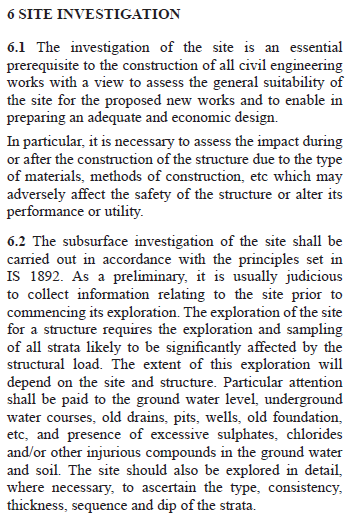 6 SITE INVESTIGATION
6.1 The investigation of the site is an essential
prerequisite to the construction of all civil engineering
works with a view to assess the general suitability of
the site for the proposed new works and to enable in
preparing an adequate and economic design.
In particular, it is necessary to assess the impact during
or after the construction of the structure due to the type
of materials, methods of construction, etc which may
adversely affect the safety of the structure or alter its
performance or utility.
6.2 The subsurface investigation of the site shall be
carried out in accordance with the principles set in
IS 1892. As a preliminary, it is usually judicious
to collect information relating to the site prior to
commencing its exploration. The exploration of the site
for a structure requires the exploration and sampling
of all strata likely to be significantly affected by the
structural load. The extent of this exploration will
depend on the site and structure. Particular attention
shall be paid to the ground water level, underground
water courses, old drains, pits, wells, old foundation,
etc, and presence of excessive sulphates, chlorides
and/or other injurious compounds in the ground water
and soil. The site should also be explored in detail,
where necessary, to ascertain the type, consistency,
thickness, sequence and dip of the strata.